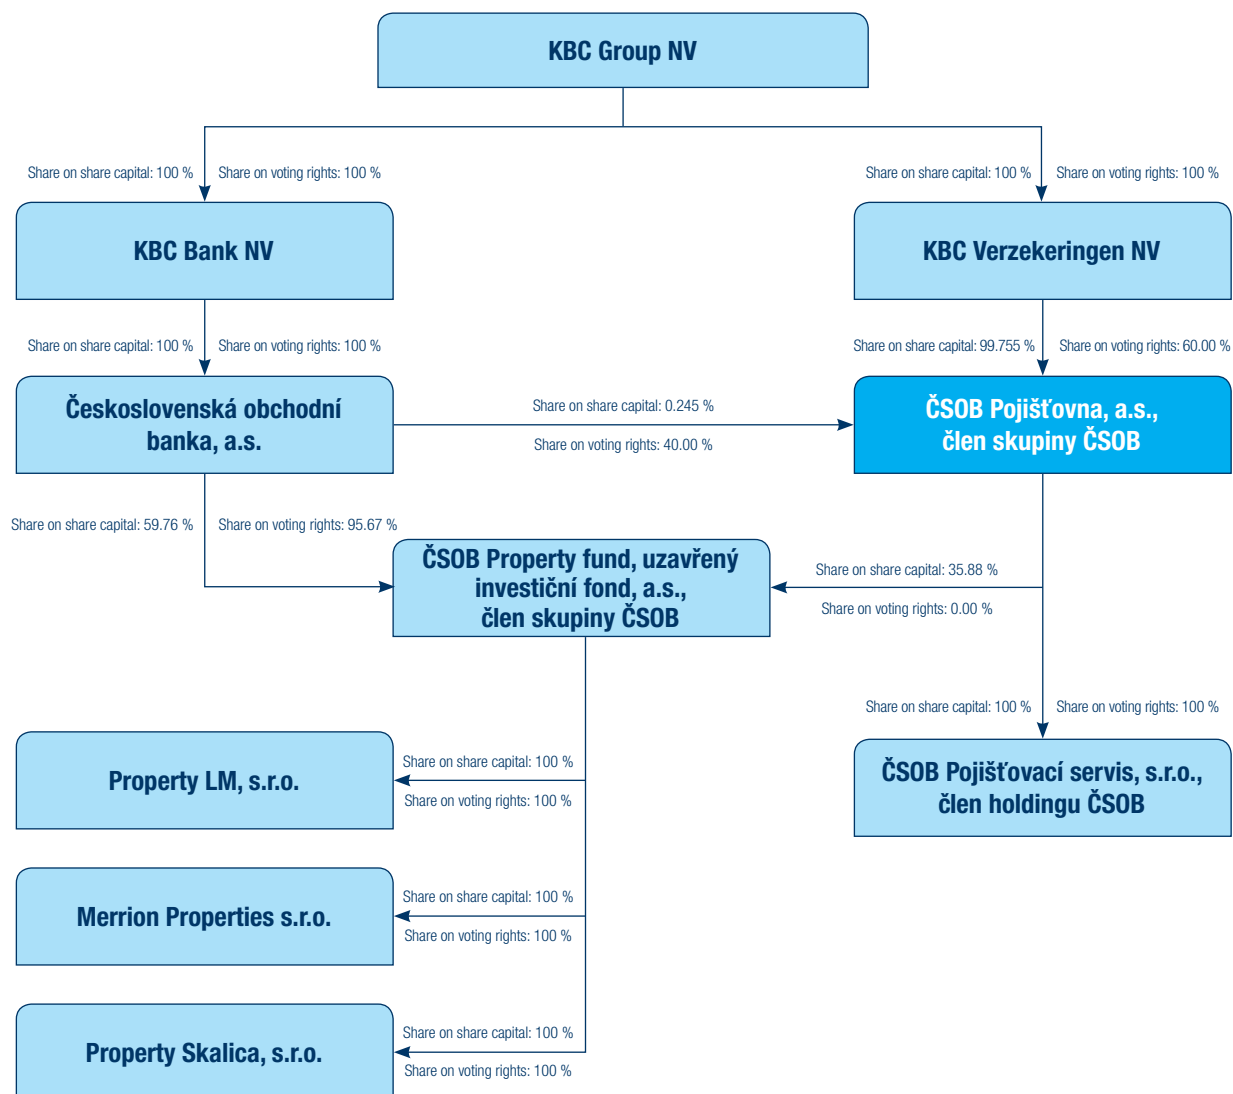 KBC Group NV
Share on share capital: 100 %
Share on voting rights: 100 %
Share on share capital: 100 %
Share on voting rights: 100 %
KBC Bank NV
KBC Verzekeringen NV
Share on share capital: 100 %
Share on voting rights: 100 %
Share on share capital: 99.755 %
Share on voting rights: 60.00 %
Československá obchodní
banka, a.s.
Share on share capital: 0.245 %
Share on voting rights: 40.00 %
ČSOB Pojišťovna, a.s.,
člen skupiny ČSOB
Share on share capital: 59.76 %
Share on voting rights: 95.67 %
ČSOB Property fund, uzavřený
investiční fond, a.s.,
člen skupiny ČSOB
Share on share capital: 35.88 %
Share on voting rights: 0.00 %
Share on share capital: 100 %
Share on voting rights: 100 %
Property LM, s.r.o.
Share on share capital: 100 %
Share on voting rights: 100 %
ČSOB Pojišťovací servis, s.r.o.,
člen holdingu ČSOB
Merrion Properties s.r.o.
Share on share capital: 100 %
Share on voting rights: 100 %
Property Skalica, s.r.o.
Share on share capital: 100 %
Share on voting rights: 100 %